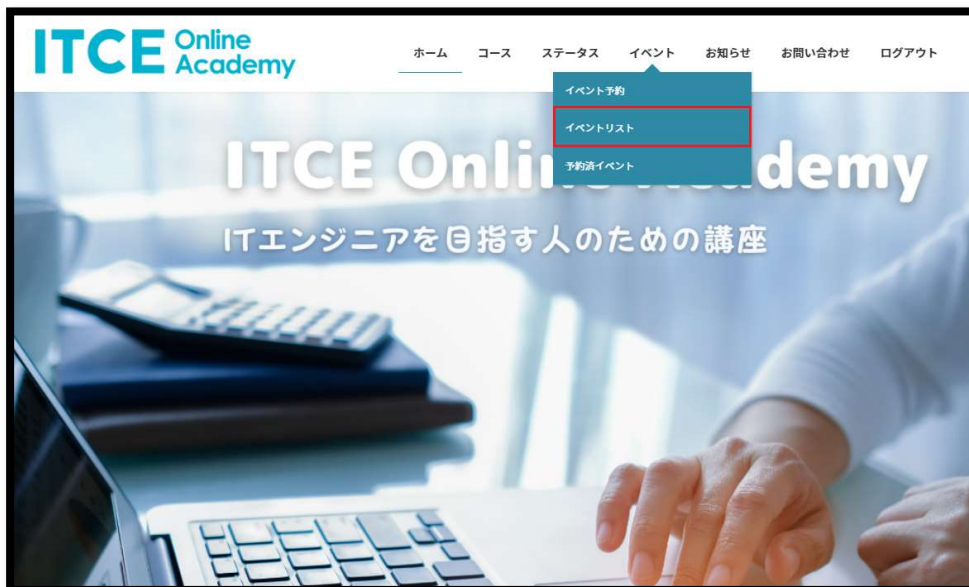 ITCE Online Academy
ホーム
コース
ステータス
イベント
お知らせ
お問い合わせ
ログアウト
イベント予約
イベントリスト
予約済イベント
ITCE Onli Academy
ITエンジニアを目指す人のための講座